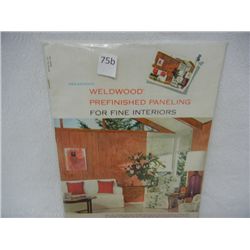 75b
WELDWOOD®
PREFINISHED PANELING
FOR FINE INTERIORS